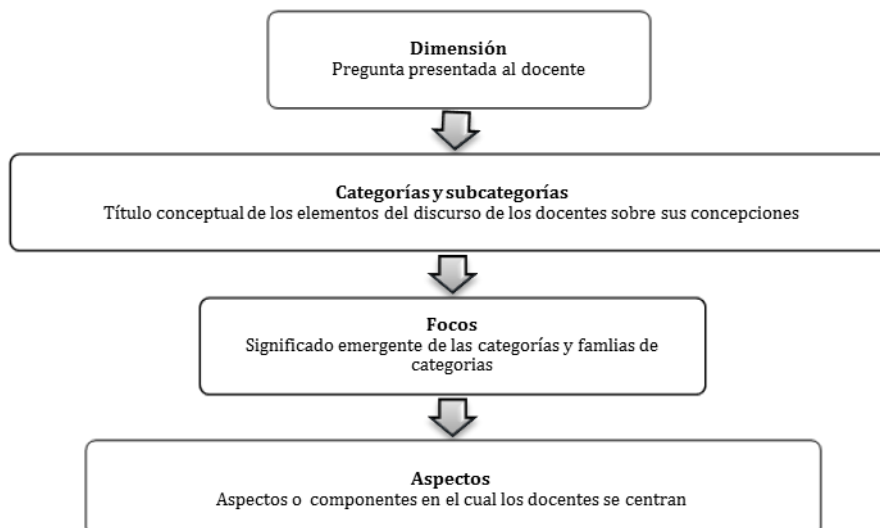 Dimensión
Pregunta presentada al docente
Categorías y subcategorías
Título conceptual de los elementos del discurso de los docentes sobre sus concepciones
Focos
Significado emergente de las categorías y famlias de
categorias
Aspectos
Aspectos o componentes en el cual los docentes se centran